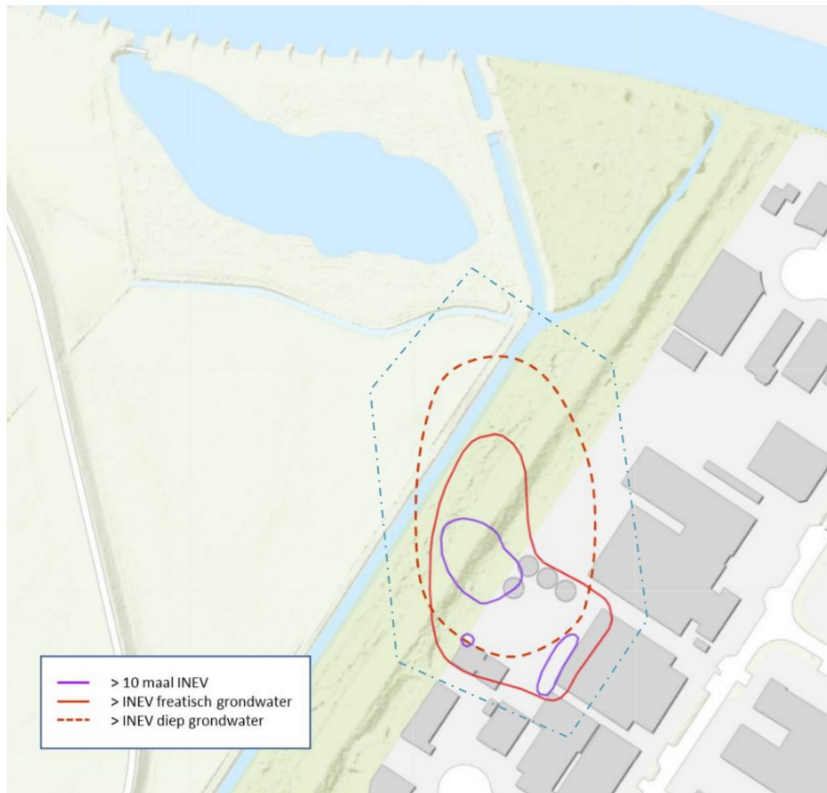 > 10 maal INEV
> INEV freatisch grondwater
> INEV diep grondwater